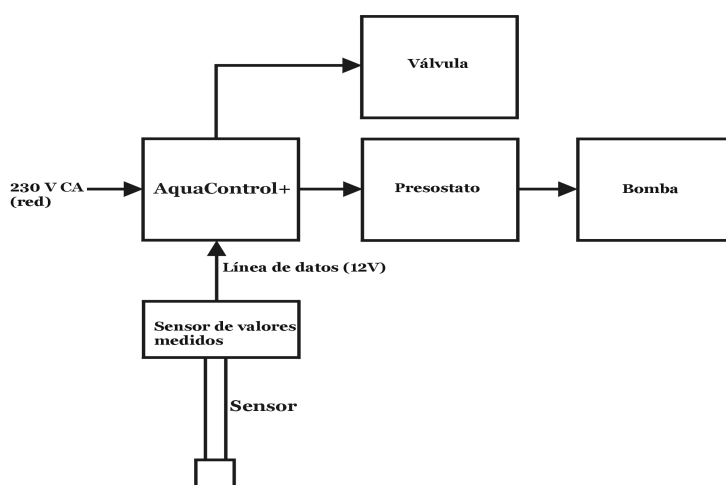 Válvula
230 V CA
(red)
AquaControl+
Presostato
Bomba
Línea de datos (12V)
Sensor de valores
medidos
Sensor